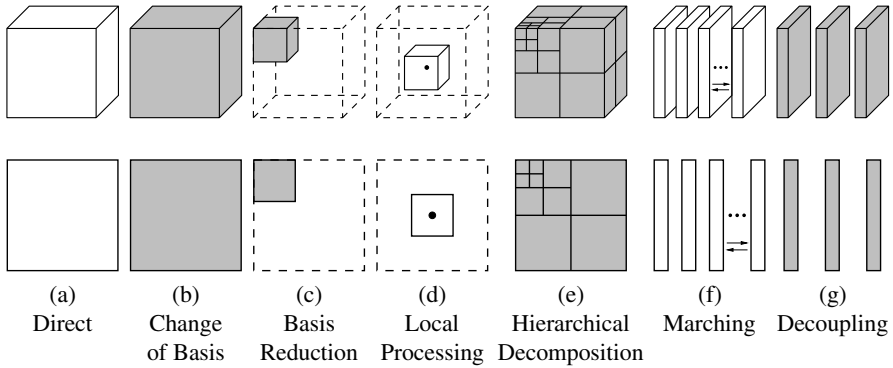 (a) (b) (c) (d) (e) (f) (g)
Direct Change Basis Local Hierarchical Marching Decoupling
of Basis Reduction Processing Decomposition